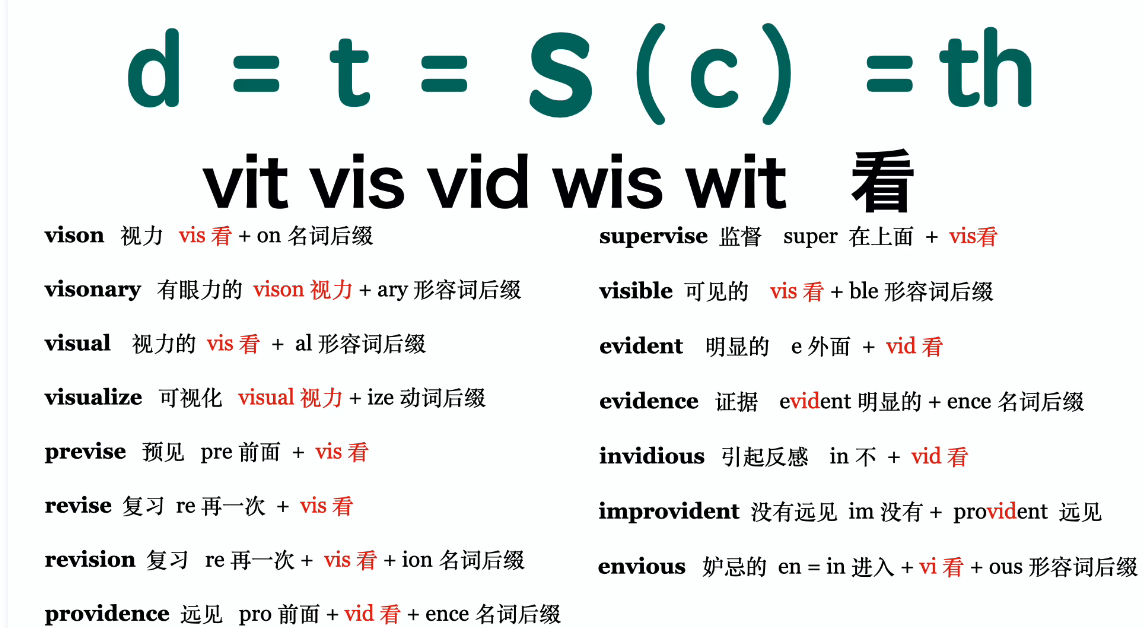 d = t = S (c) = th
vit vis vid wis wit 看
vison 视力 vis 看 + on 名词后缀
visonary 有眼力的 vison 视力 + ary 形容词后缀
visual 视力的 vis 看 + al 形容词后缀
visualize 可视化 visual 视力 + ize 动词后缀
previse 预见 pre 前面 + vis 看
revise 复习 re 再一次 + vis 看
revision 复习 re 再一次 + vis 看 + ion 名词后缀
providence 远见 pro 前面 + vid 看 + ence 名词后缀
supervise 监督 super 在上面 + vis看
visible 可见的 vis 看 + ble 形容词后缀
evident 明显的 e 外面 + vid 看
evidence 证据 evident 明显的 + ence 名词后缀
invidious 引起反感 in 不 + vid 看
improvident 没有远见 im 没有 + provident 远见
envious 妒忌的 en = in 进入 + vi 看 + ous 形容词后缀